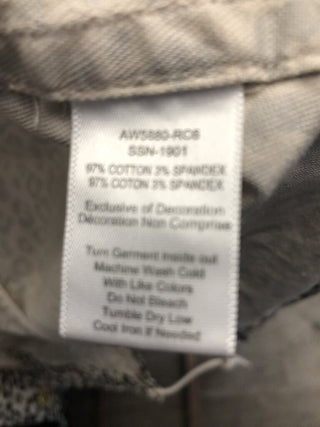 AW5880-RC6
SSN-1901
97% COTTON 3% SPANDEX
97% COTON 3% SPANDEX
Exclusive of Decoration
Décoration Non Comprise
Turn Garment inside out
Machine Wash Cold
With Like Colors
Do Not Bleach
Tumble Dry Low
Cool Iron If Needed